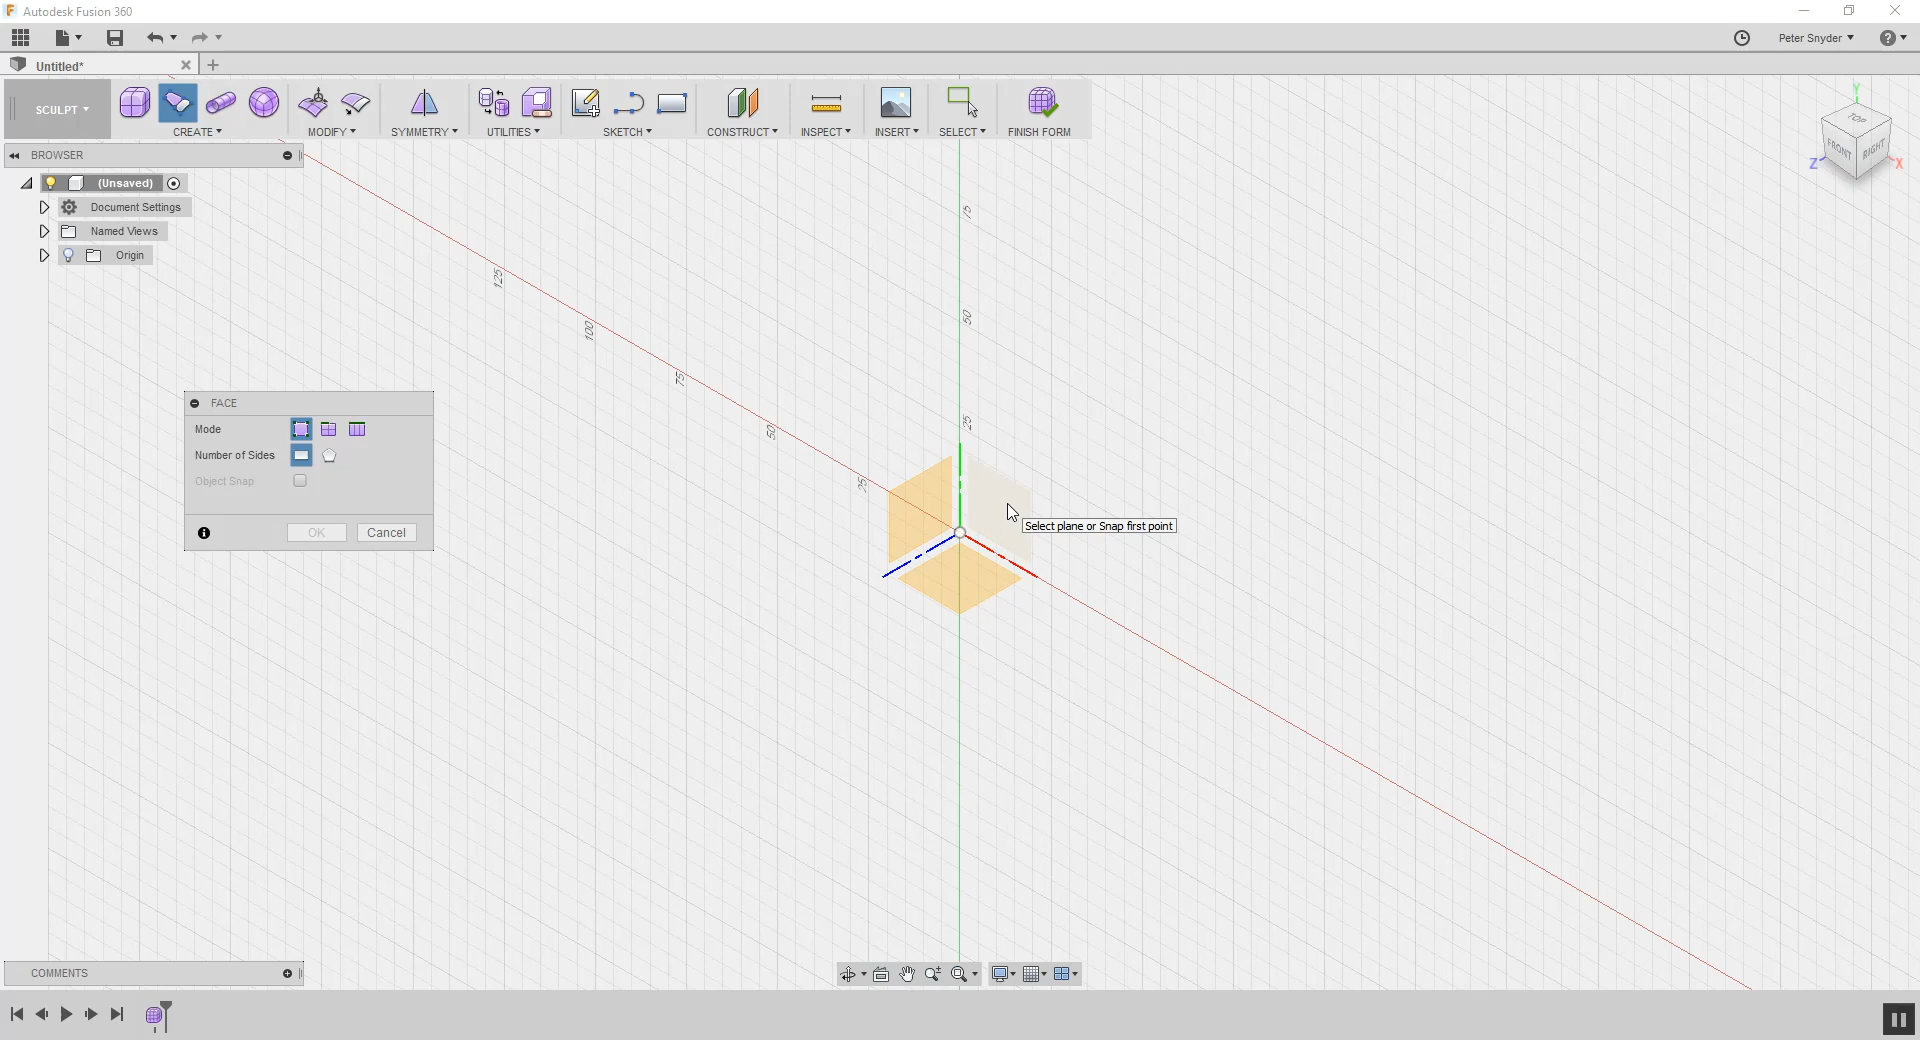 Autodesk Fusion 360
Peter Snyder
Untitled*
SCULPT
CREATE
MODIFY
SYMMETRY
UTILITIES
SKETCH
CONSTRUCT
INSPECT
INSERT
SELECT
FINISH FORM
Y
TOP
FRONT
RIGHT
Z
X
BROWSER
(Unsaved)
Document Settings
Named Views
Origin
75
50
25
125
100
75
50
25
FACE
Mode
Number of Sides
Object Snap
OK
Cancel
Select plane or Snap first point
COMMENTS